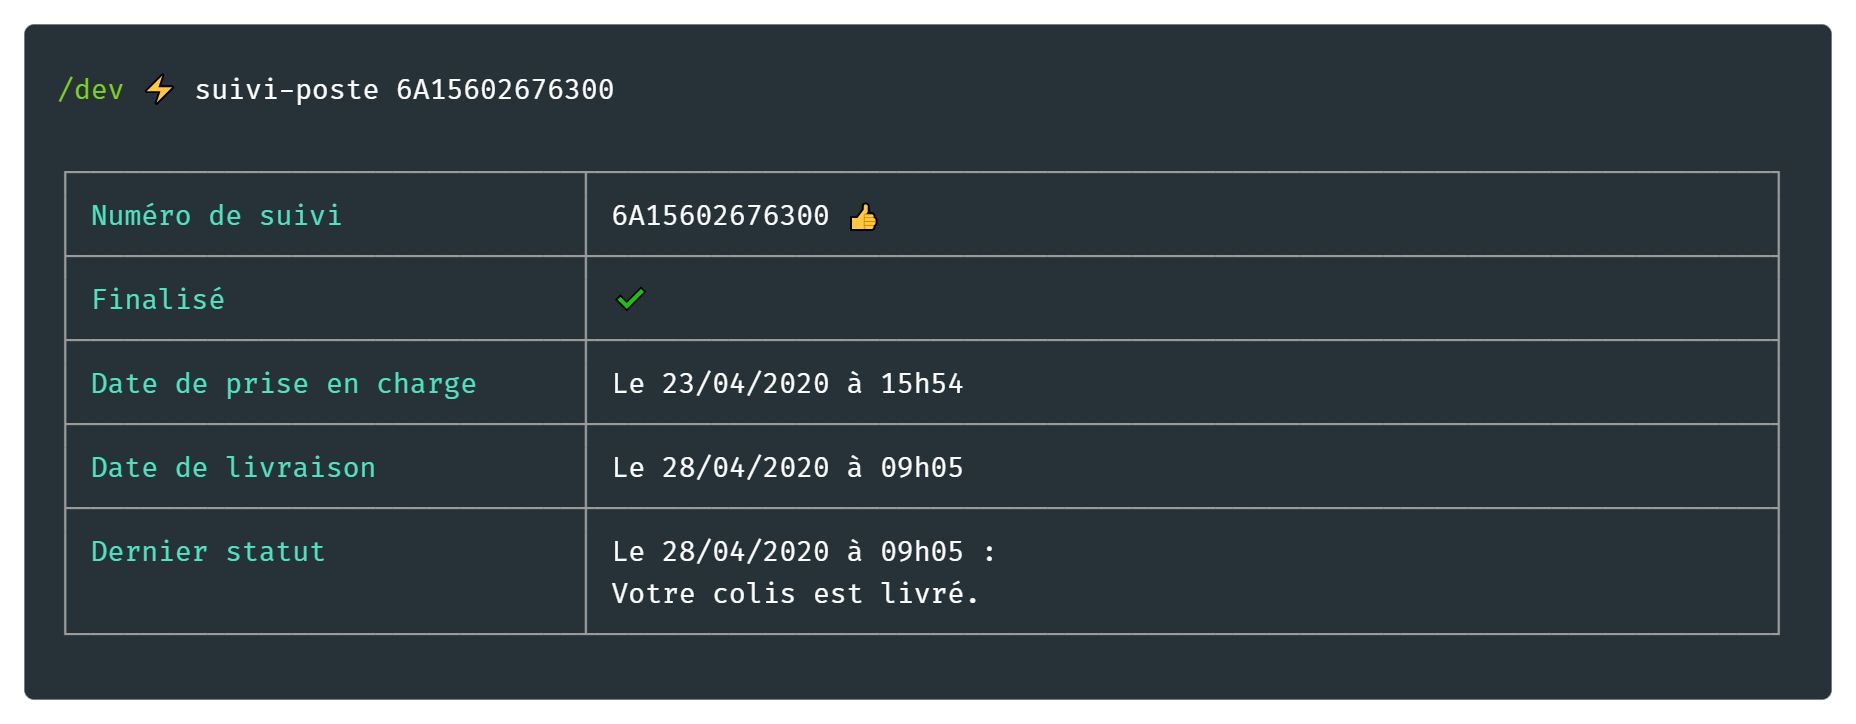 /dev ⚡ suivi-poste 6A15602676300
Numéro de suivi 6A15602676300 👍
Finalisé ✔
Date de prise en charge Le 23/04/2020 à 15h54
Date de livraison Le 28/04/2020 à 09h05
Dernier statut Le 28/04/2020 à 09h05 :
Votre colis est livré.